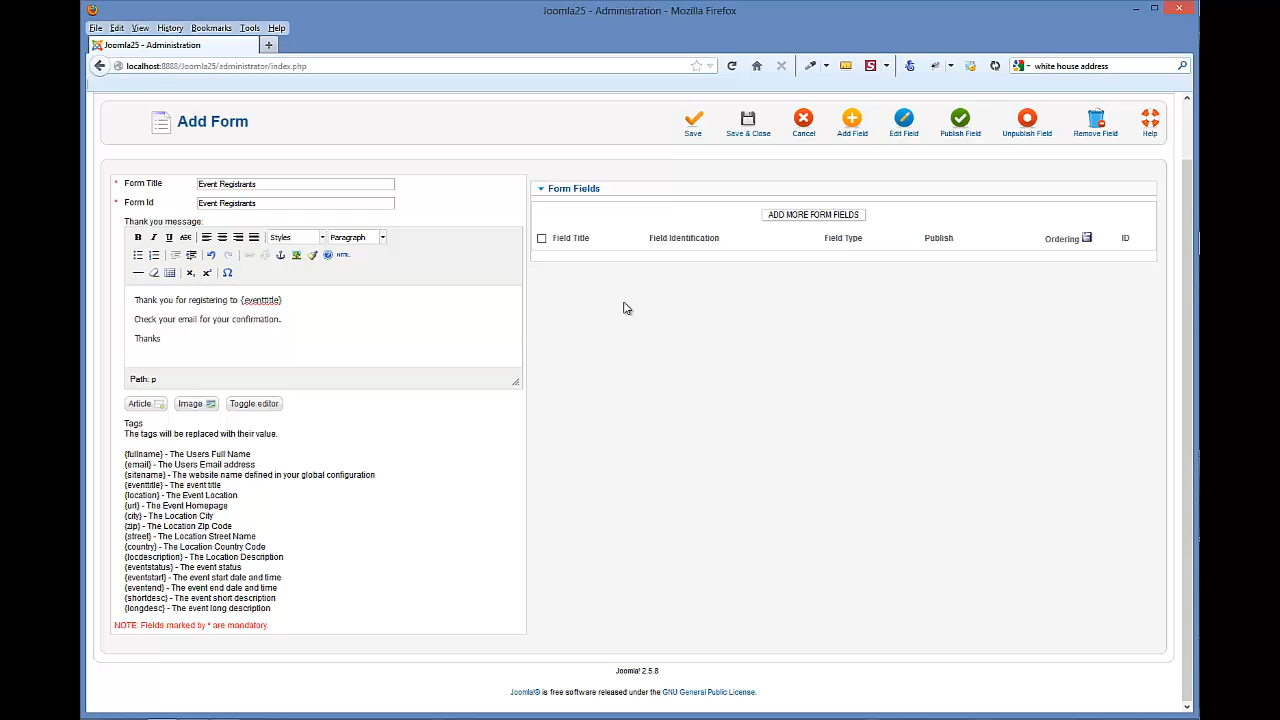 Joomla25 - Administration - Mozilla Firefox
File Edit View History Bookmarks Tools Help
Joomla25 - Administration
localhost:8888/Joomla25/administrator/index.php
white house address
Add Form
Save
Save & Close
Cancel
Add Field
Edit Field
Publish Field
Unpublish Field
Remove Field
Help
* Form Title Event Registrants
* Form Id Event Registrants
Thank you message:
B I U ABC Styles Paragraph
HTML
Thank you for registering to {eventtitle}
Check your email for your confirmation.
Thanks
Path: p
Article Image Toggle editor
Tags
The tags will be replaced with their value.
{fullname} - The Users Full Name
{email} - The Users Email address
{sitename} - The website name defined in your global configuration
{eventtitle} - The event title
{location} - The Event Location
{url} - The Event Homepage
{city} - The Location City
{zip} - The Location Zip Code
{street} - The Location Street Name
{country} - The Location Country Code
{locdescription} - The Location Description
{eventstatus} - The event status
{eventstart} - The event start date and time
{eventend} - The event end date and time
{shortdesc} - The event short description
{longdesc} - The event long description
NOTE: Fields marked by * are mandatory.
Form Fields
ADD MORE FORM FIELDS
Field Title Field Identification Field Type Publish Ordering ID
Joomla! 2.5.8
Joomla!® is free software released under the GNU General Public License.